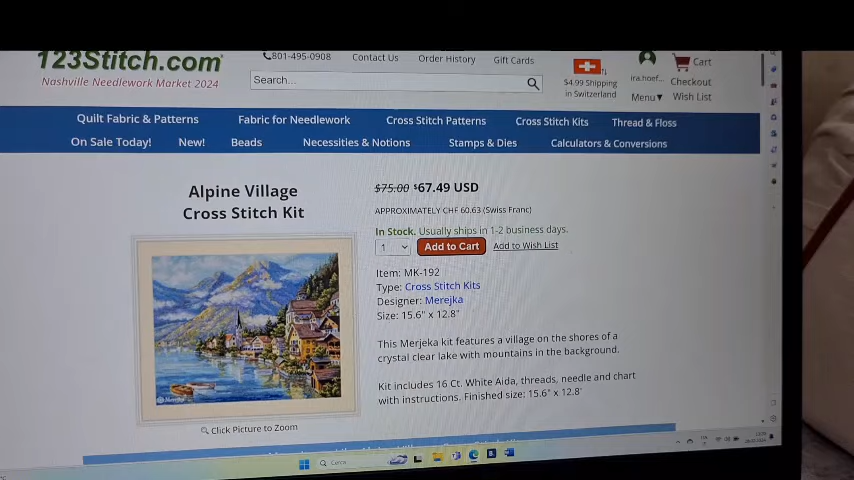 123Stitch.com
Nashville Needlework Market 2024
801-495-0908
Contact Us
Order History
Gift Cards
Search...
$4.99 Shipping
in Switzerland
ira.hoef...
Menu▼
Cart
Checkout
Wish List
Quilt Fabric & Patterns
Fabric for Needlework
Cross Stitch Patterns
Cross Stitch Kits
Thread & Floss
On Sale Today!
New!
Beads
Necessities & Notions
Stamps & Dies
Calculators & Conversions
Alpine Village
Cross Stitch Kit
$75.00 $67.49 USD
APPROXIMATELY CHF 60.63 (Swiss Franc)
In Stock. Usually ships in 1-2 business days.
1
Add to Cart
Add to Wish List
Item: MK-192
Type: Cross Stitch Kits
Designer: Merejka
Size: 15.6" x 12.8"
This Merjeka kit features a village on the shores of a
crystal clear lake with mountains in the background.
Kit includes 16 Ct. White Aida, threads, needle and chart
with instructions. Finished size: 15.6" x 12.8"
Merejka
Click Picture to Zoom
Cerca